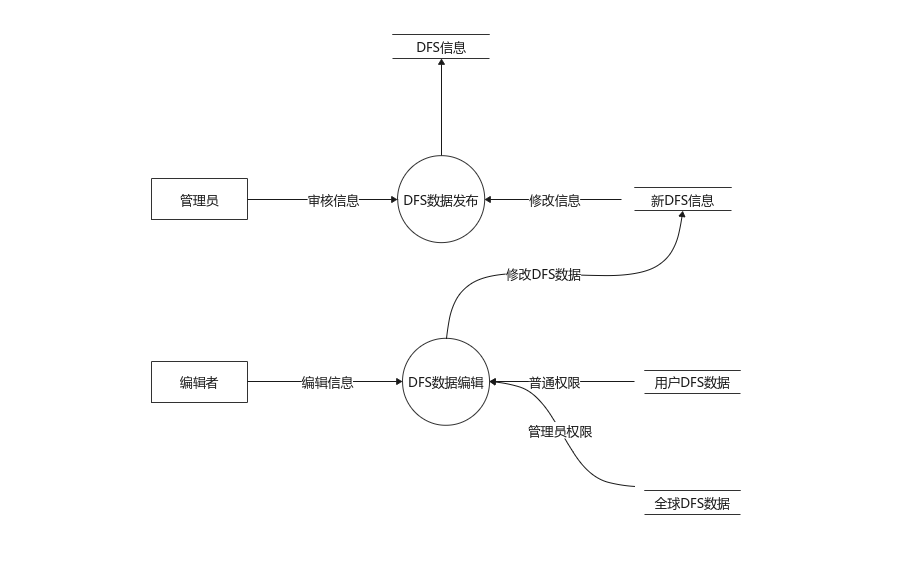 DFS信息
管理员
审核信息
DFS数据发布
修改信息
新DFS信息
修改DFS数据
编辑者
编辑信息
DFS数据编辑
普通权限
用户DFS数据
管理员权限
全球DFS数据